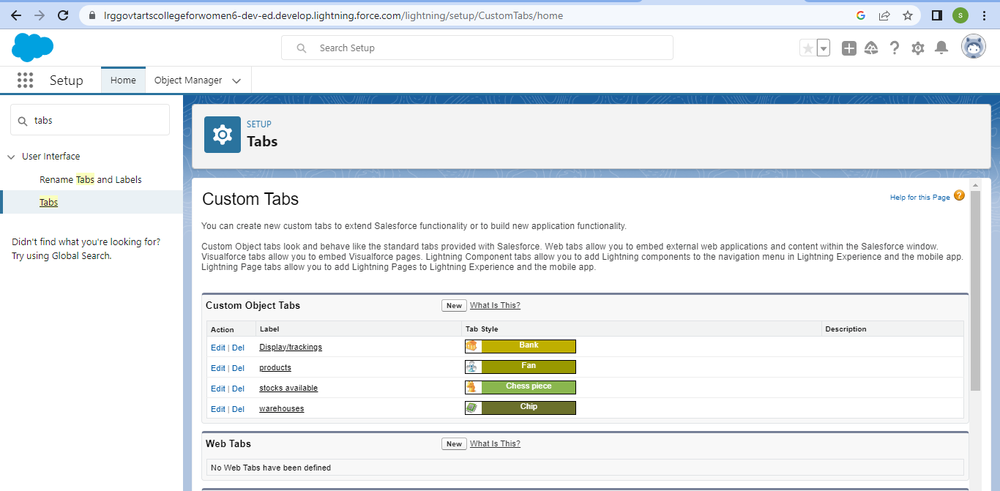 lrggovtartscollegeforwomen6-dev-ed.develop.lightning.force.com/lightning/setup/CustomTabs/home
S
Search Setup
Setup
Home
Object Manager
tabs
User Interface
Rename Tabs and Labels
Tabs
Didn't find what you're looking for?
Try using Global Search.
SETUP
Tabs
Custom Tabs
Help for this Page ?
You can create new custom tabs to extend Salesforce functionality or to build new application functionality.
Custom Object tabs look and behave like the standard tabs provided with Salesforce. Web tabs allow you to embed external web applications and content within the Salesforce window.
Visualforce tabs allow you to embed Visualforce pages. Lightning Component tabs allow you to add Lightning components to the navigation menu in Lightning Experience and the mobile app.
Lightning Page tabs allow you to add Lightning Pages to Lightning Experience and the mobile app.
Custom Object Tabs New What Is This?
Action Label Tab Style Description
Edit | Del Display/trackings Bank
Edit | Del products Fan
Edit | Del stocks available Chess piece
Edit | Del warehouses Chip
Web Tabs New What Is This?
No Web Tabs have been defined